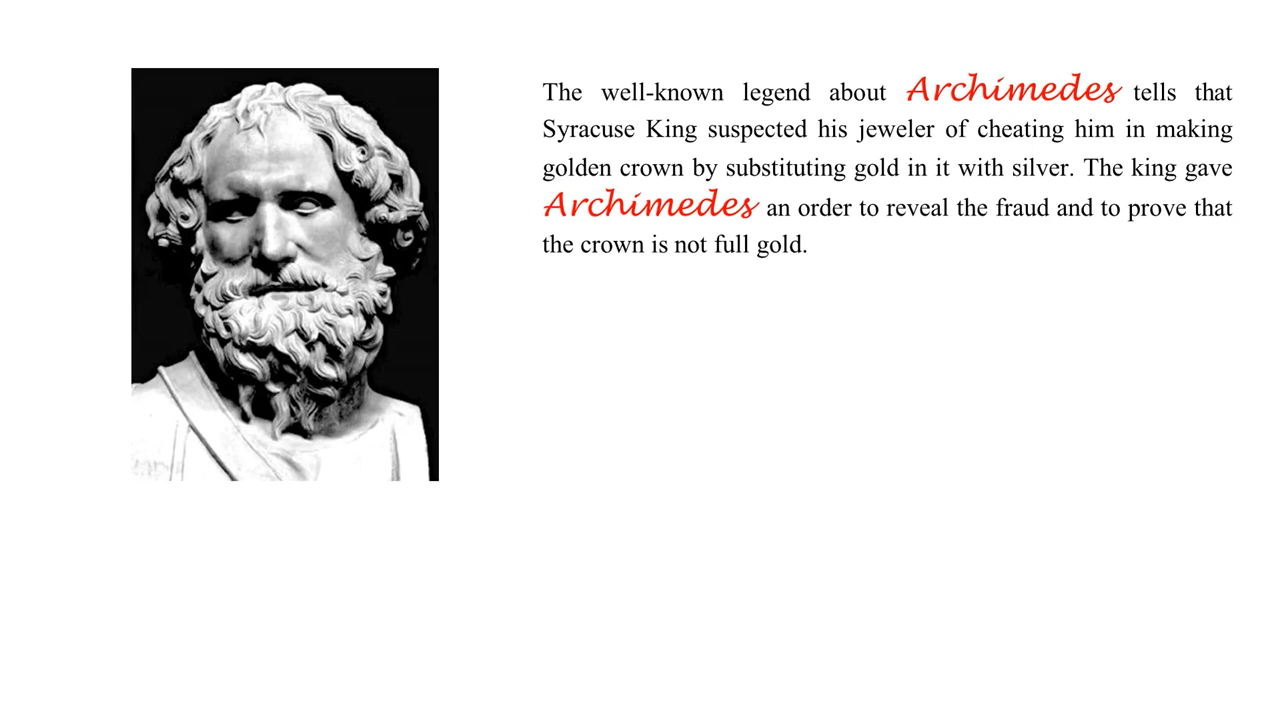 The well-known legend about Archimedes tells that
Syracuse King suspected his jeweler of cheating him in making
golden crown by substituting gold in it with silver. The king gave
Archimedes an order to reveal the fraud and to prove that
the crown is not full gold.